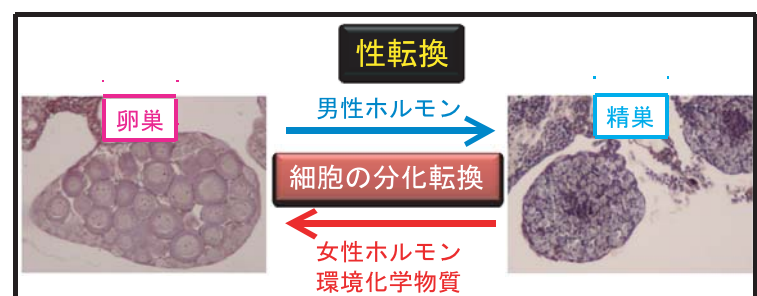 性転換
卵巣
男性ホルモン
精巣
細胞の分化転換
女性ホルモン
環境化学物質